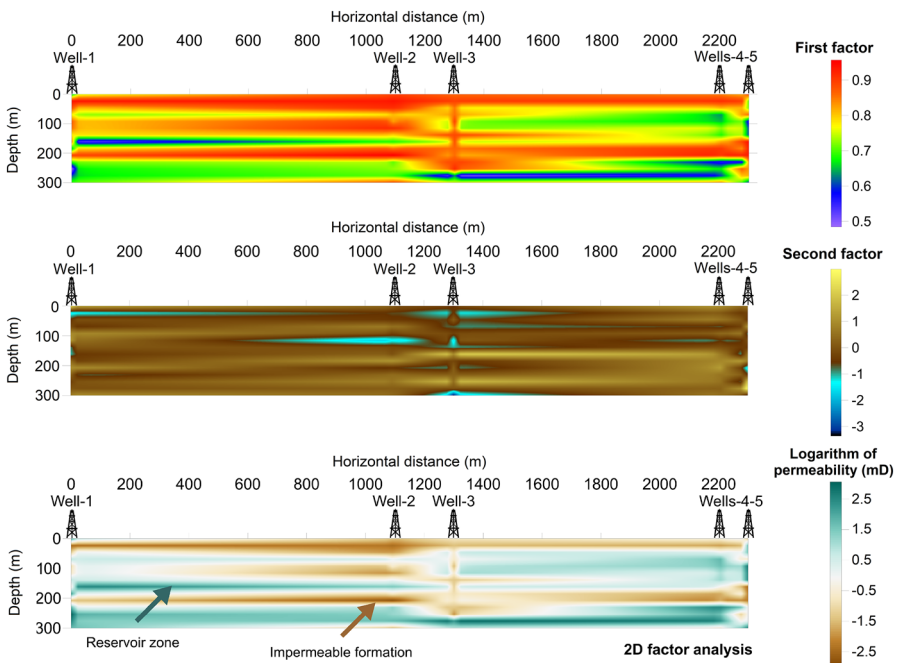 Horizontal distance (m)
0 200 400 600 800 1000 1200 1400 1600 1800 2000 2200
Well-1 Well-2 Well-3 Wells-4-5
First factor
0.9
0.8
0.7
0.6
0.5
Depth (m)
0
100
200
300
Horizontal distance (m)
0 200 400 600 800 1000 1200 1400 1600 1800 2000 2200
Well-1 Well-2 Well-3 Wells-4-5
Second factor
2
1
0
-1
-2
-3
Depth (m)
0
100
200
300
Horizontal distance (m)
0 200 400 600 800 1000 1200 1400 1600 1800 2000 2200
Well-1 Well-2 Well-3 Wells-4-5
Logarithm of
permeability (mD)
2.5
1.5
0.5
-0.5
-1.5
-2.5
Depth (m)
0
100
200
300
Reservoir zone
Impermeable formation
2D factor analysis